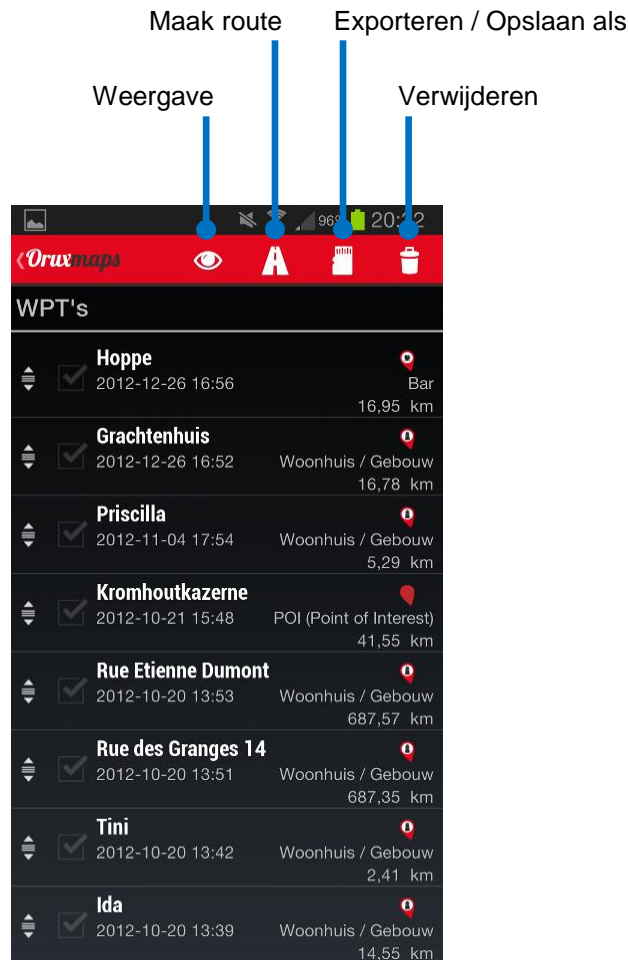 Maak route
Exporteren / Opslaan als
Weergave
Verwijderen
96%
20:22
Oruxmaps
WPT's
Hoppe
2012-12-26 16:56
Bar
16,95 km
Grachtenhuis
2012-12-26 16:52
Woonhuis / Gebouw
16,78 km
Priscilla
2012-11-04 17:54
Woonhuis / Gebouw
5,29 km
Kromhoutkazerne
2012-10-21 15:48
POI (Point of Interest)
41,55 km
Rue Etienne Dumont
2012-10-20 13:53
Woonhuis / Gebouw
687,57 km
Rue des Granges 14
2012-10-20 13:51
Woonhuis / Gebouw
687,35 km
Tini
2012-10-20 13:42
Woonhuis / Gebouw
2,41 km
Ida
2012-10-20 13:39
Woonhuis / Gebouw
14,55 km